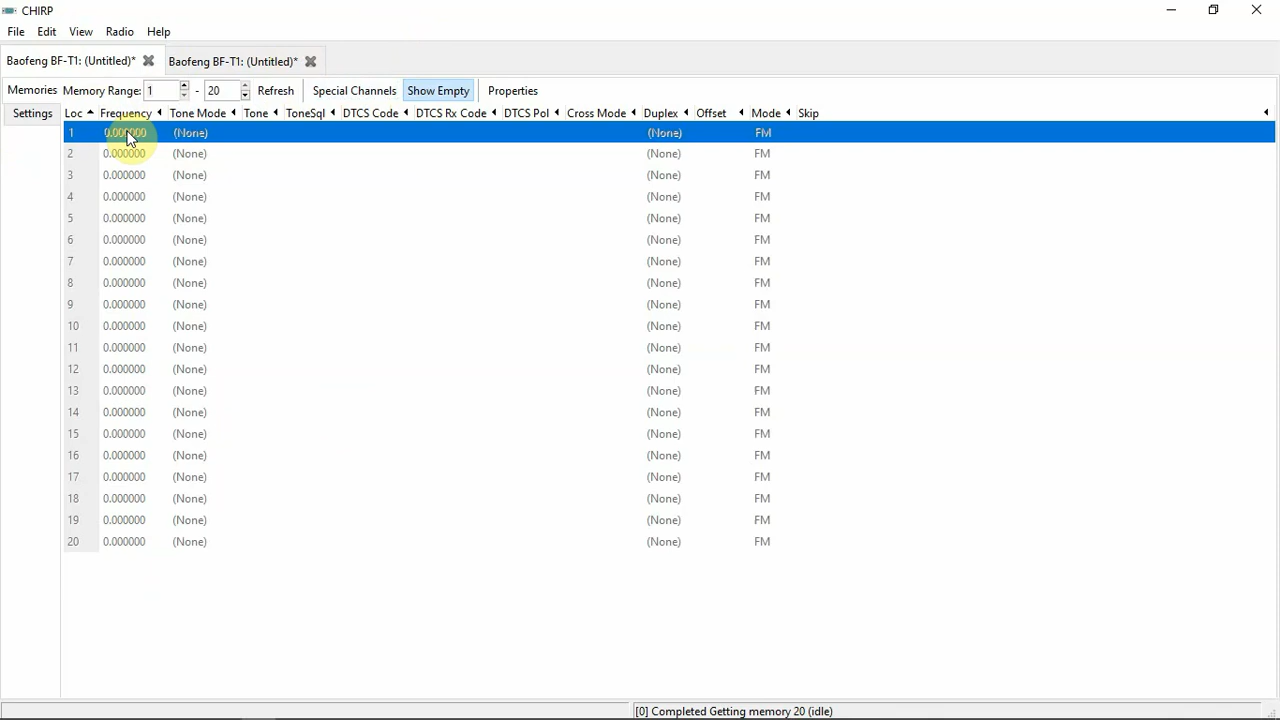 CHIRP
File Edit View Radio Help
Baofeng BF-T1: (Untitled)* Baofeng BF-T1: (Untitled)*
Memories Memory Range: 1 - 20 Refresh Special Channels Show Empty Properties
Settings Loc Frequency Tone Mode Tone ToneSql DTCS Code DTCS Rx Code DTCS Pol Cross Mode Duplex Offset Mode Skip
1 0.000000 (None) (None) FM
2 0.000000 (None) (None) FM
3 0.000000 (None) (None) FM
4 0.000000 (None) (None) FM
5 0.000000 (None) (None) FM
6 0.000000 (None) (None) FM
7 0.000000 (None) (None) FM
8 0.000000 (None) (None) FM
9 0.000000 (None) (None) FM
10 0.000000 (None) (None) FM
11 0.000000 (None) (None) FM
12 0.000000 (None) (None) FM
13 0.000000 (None) (None) FM
14 0.000000 (None) (None) FM
15 0.000000 (None) (None) FM
16 0.000000 (None) (None) FM
17 0.000000 (None) (None) FM
18 0.000000 (None) (None) FM
19 0.000000 (None) (None) FM
20 0.000000 (None) (None) FM
[0] Completed Getting memory 20 (idle)